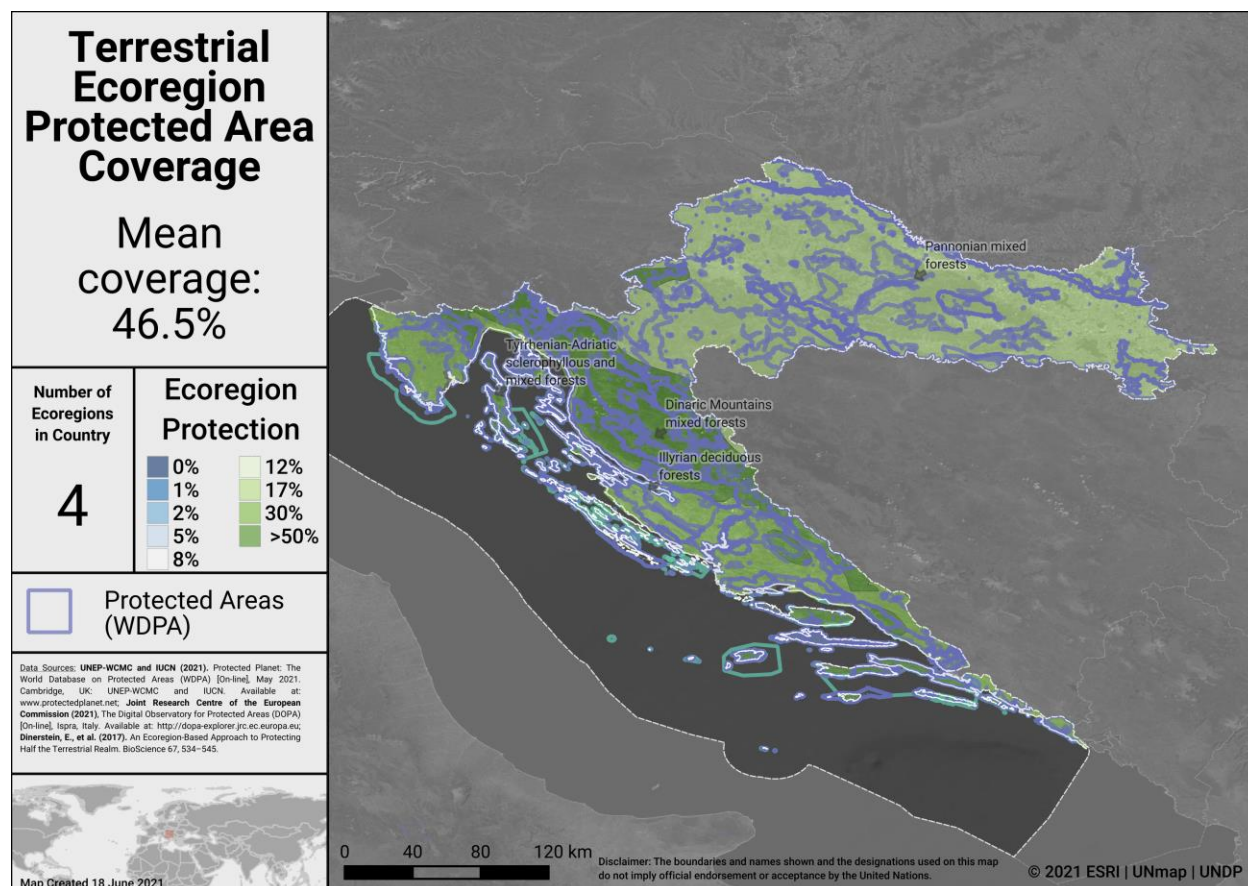 Terrestrial
Ecoregion
Protected Area
Coverage
Mean
coverage:
46.5%
Number of
Ecoregions
in Country
4
Ecoregion
Protection
0%
1%
2%
5%
8%
12%
17%
30%
>50%
Protected Areas
(WDPA)
Data Sources: UNEP-WCMC and IUCN (2021). Protected Planet: The
World Database on Protected Areas (WDPA) [On-line], May 2021.
Cambridge, UK: UNEP-WCMC and IUCN. Available at:
www.protectedplanet.net; Joint Research Centre of the European
Commission (2021), The Digital Observatory for Protected Areas (DOPA)
[On-line], Ispra, Italy. Available at: http://dopa-explorer.jrc.ec.europa.eu;
Dinerstein, E., et al. (2017). An Ecoregion-Based Approach to Protecting
Half the Terrestrial Realm. BioScience 67, 534–545.
Map Created 18 June 2021
Pannonian mixed
forests
Tyrrhenian-Adriatic
sclerophyllous and
mixed forests
Dinaric Mountains
mixed forests
Illyrian deciduous
forests
0 40 80 120 km
Disclaimer: The boundaries and names shown and the designations used on this map
do not imply official endorsement or acceptance by the United Nations.
© 2021 ESRI | UNmap | UNDP